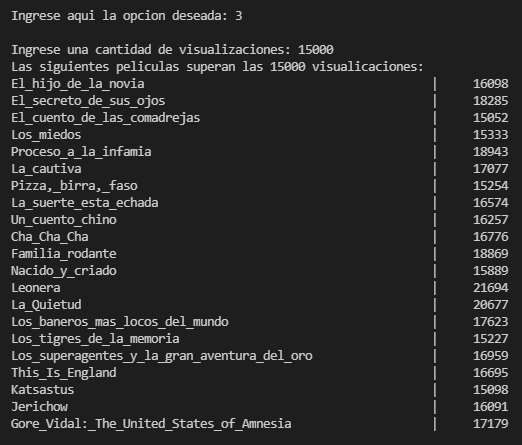 Ingrese aqui la opcion deseada: 3
Ingrese una cantidad de visualizaciones: 15000
Las siguientes peliculas superan las 15000 visualicaciones:
El_hijo_de_la_novia | 16098
El_secreto_de_sus_ojos | 18285
El_cuento_de_las_comadrejas | 15052
Los_miedos | 15333
Proceso_a_la_infamia | 18943
La_cautiva | 17077
Pizza,_birra,_faso | 15254
La_suerte_esta_echada | 16574
Un_cuento_chino | 16257
Cha_Cha_Cha | 16776
Familia_rodante | 18869
Nacido_y_criado | 15889
Leonera | 21694
La_Quietud | 20677
Los_baneros_mas_locos_del_mundo | 17623
Los_tigres_de_la_memoria | 15227
Los_superagentes_y_la_gran_aventura_del_oro | 16959
This_Is_England | 16695
Katsastus | 15098
Jerichow | 16091
Gore_Vidal:_The_United_States_of_Amnesia | 17179